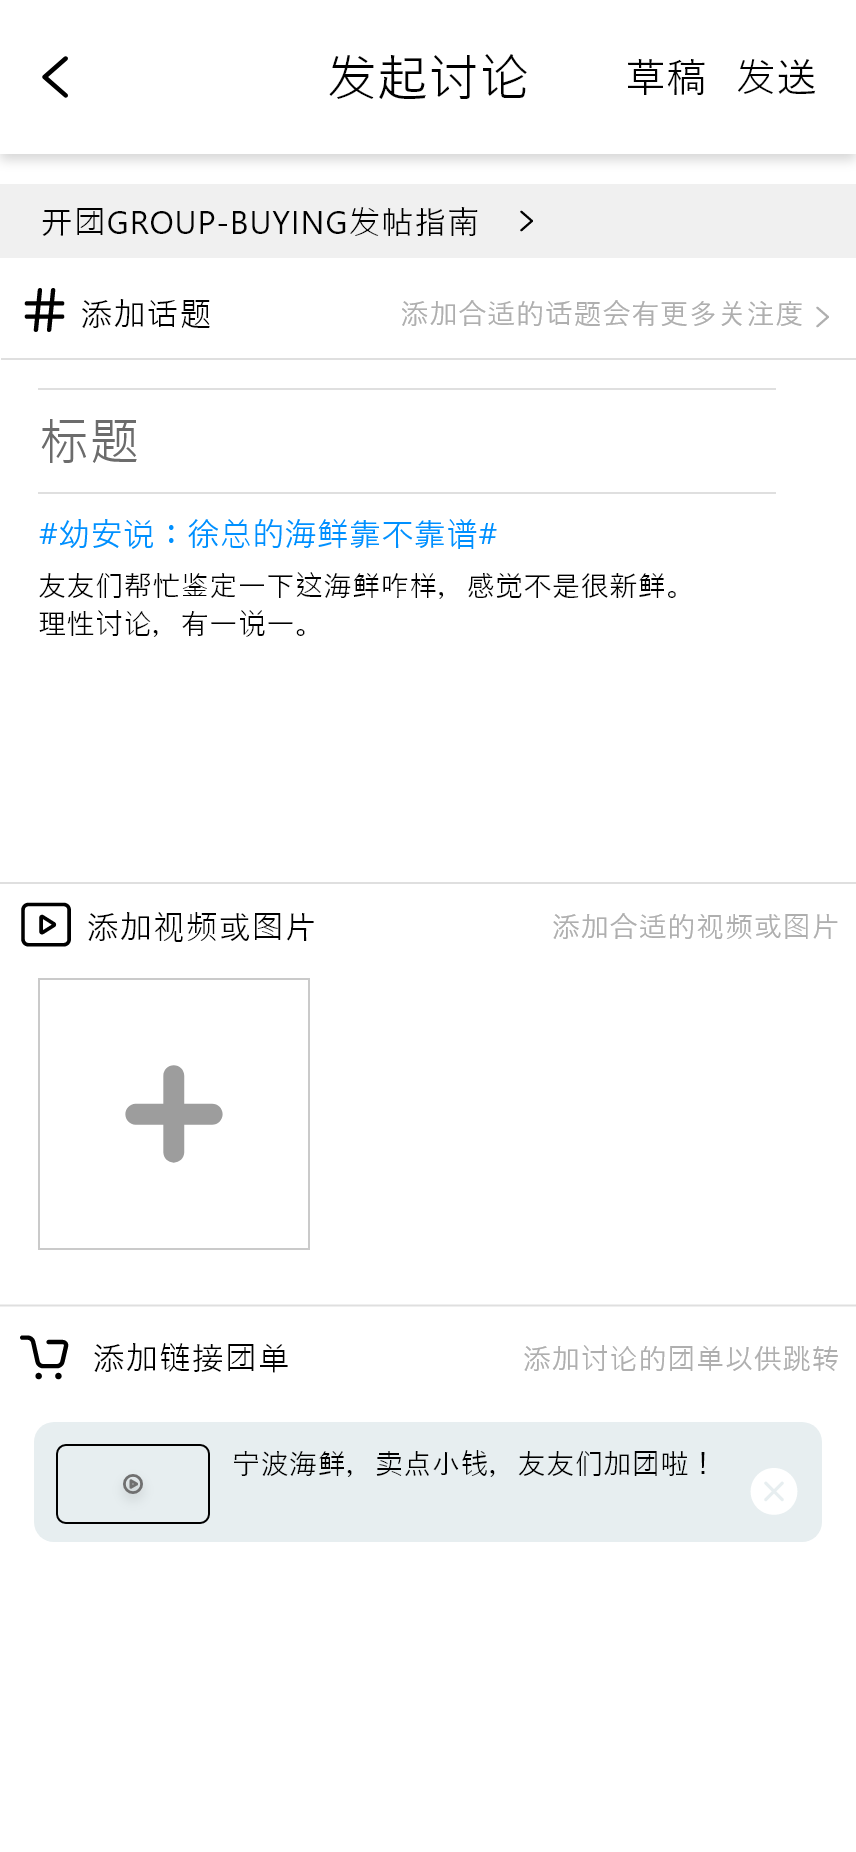 发起讨论 草稿 发送
开团GROUP-BUYING发帖指南
添加话题 添加合适的话题会有更多关注度
标题
#幼安说：徐总的海鲜靠不靠谱#
友友们帮忙鉴定一下这海鲜咋样，感觉不是很新鲜。
理性讨论，有一说一。
添加视频或图片 添加合适的视频或图片
添加链接团单 添加讨论的团单以供跳转
宁波海鲜，卖点小钱，友友们加团啦！